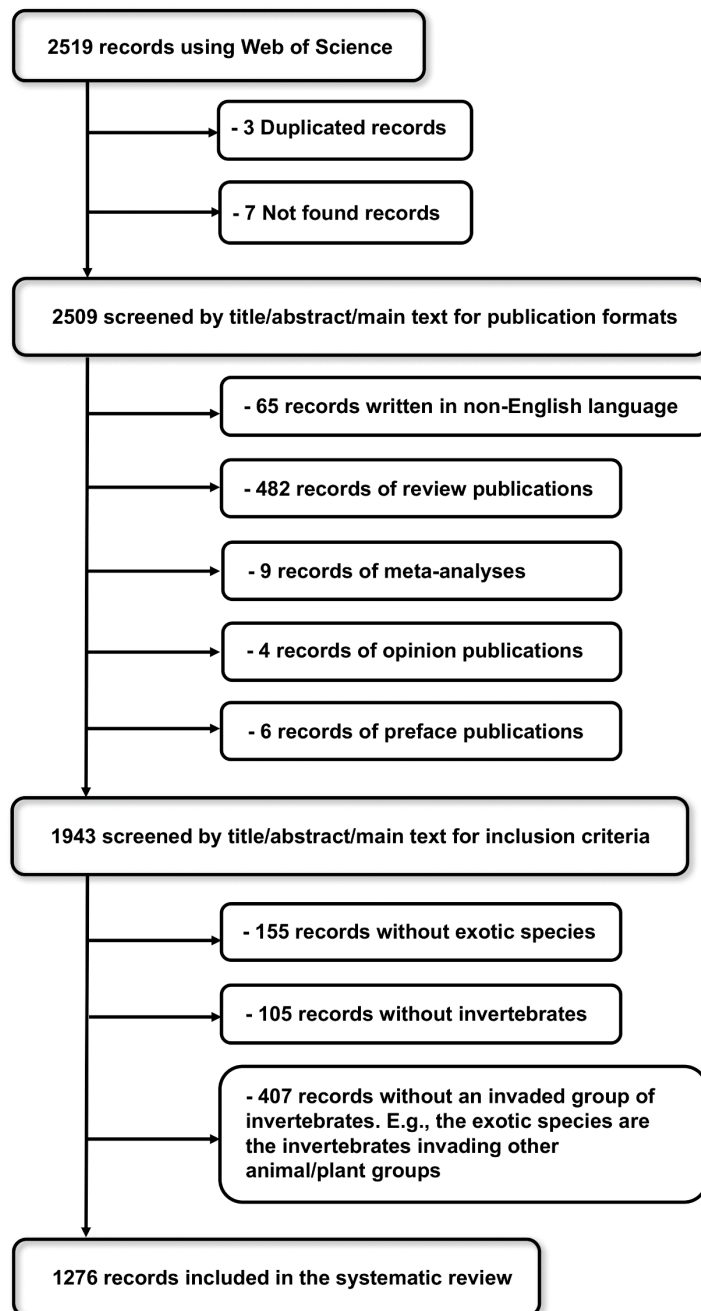 2519 records using Web of Science
- 3 Duplicated records
- 7 Not found records
2509 screened by title/abstract/main text for publication formats
- 65 records written in non-English language
- 482 records of review publications
- 9 records of meta-analyses
- 4 records of opinion publications
- 6 records of preface publications
1943 screened by title/abstract/main text for inclusion criteria
- 155 records without exotic species
- 105 records without invertebrates
- 407 records without an invaded group of
invertebrates. E.g., the exotic species are
the invertebrates invading other
animal/plant groups
1276 records included in the systematic review